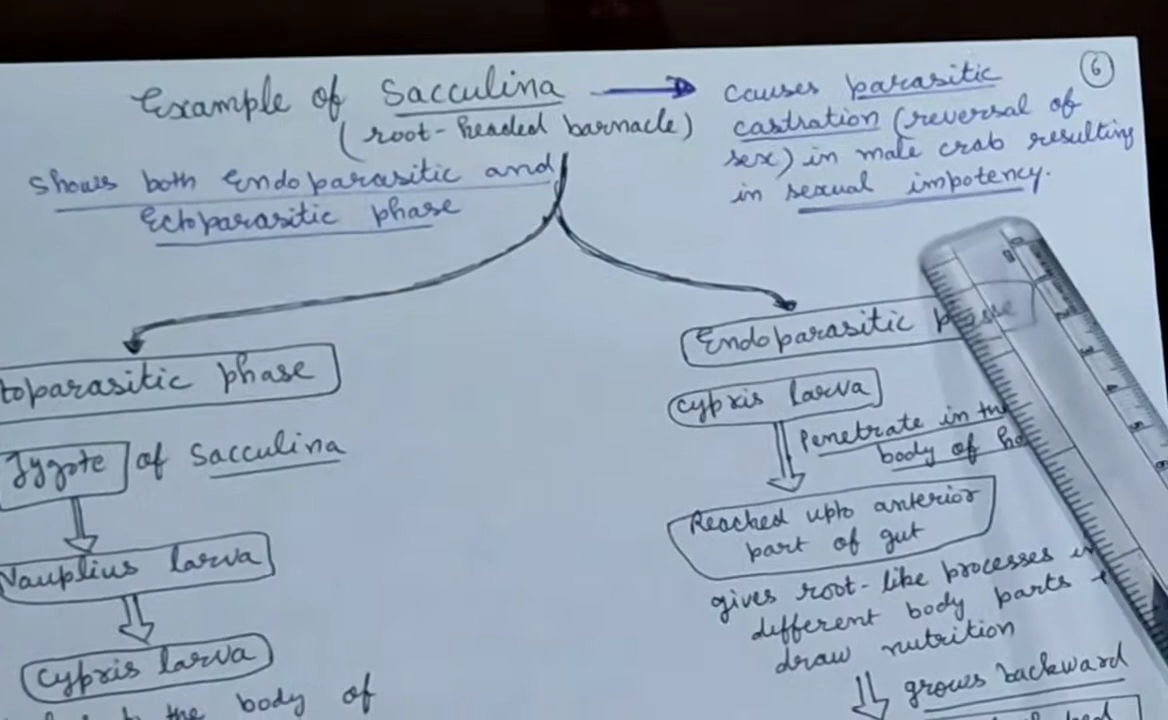 Example of Sacculina
(root-headed barnacle)
causes parasitic
castration (reversal of
sex) in male crab resulting
in sexual impotency.
6
shows both Endoparasitic and
Ectoparasitic phase
toparasitic phase
Zygote of Sacculina
Nauplius larva
Cypris larva
the body of
Endoparasitic phase
Cypris larva
Penetrate in the
body of
Reached upto anterior
part of gut
gives root-like processes in
different body parts
draw nutrition
grows backward